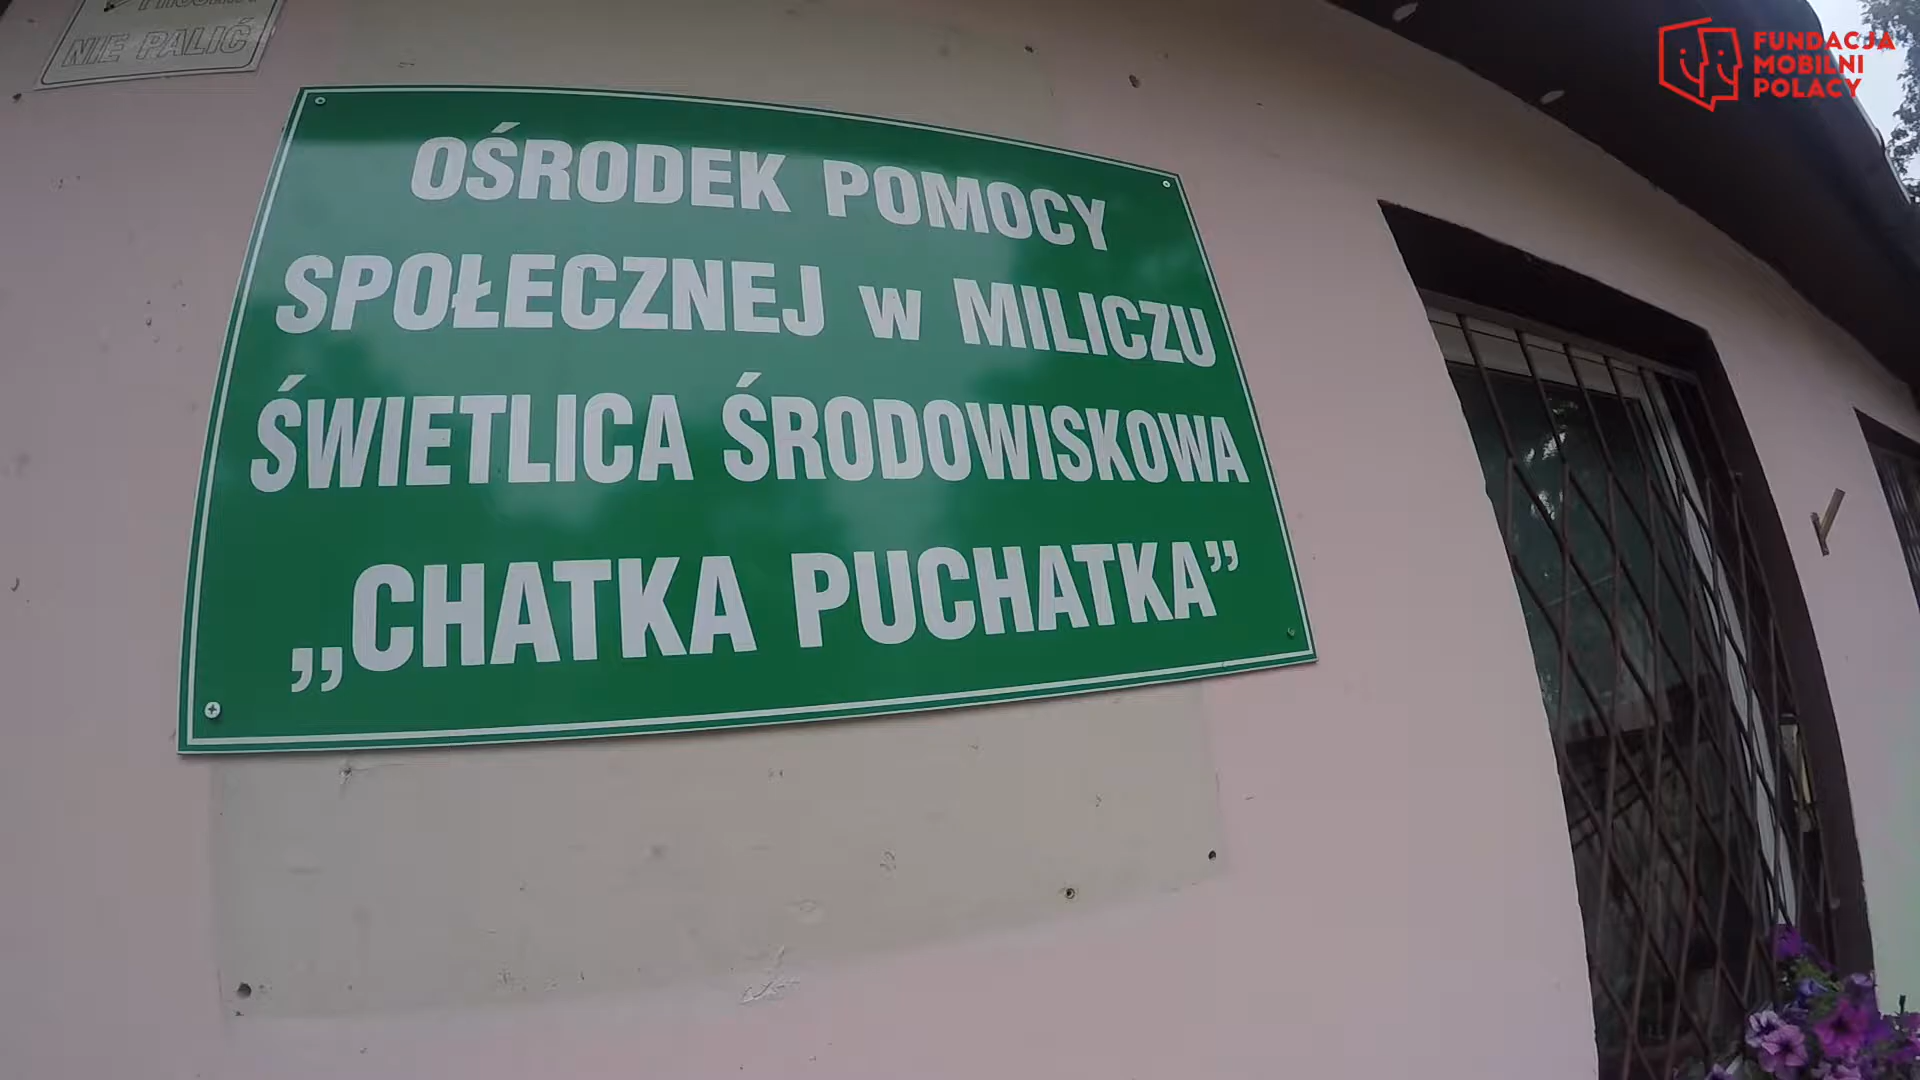 NIE PALIĆ
FUNDACJA
MOBILNI
POLACY
OŚRODEK POMOCY
SPOŁECZNEJ w MILICZU
ŚWIETLICA ŚRODOWISKOWA
„CHATKA PUCHATKA”